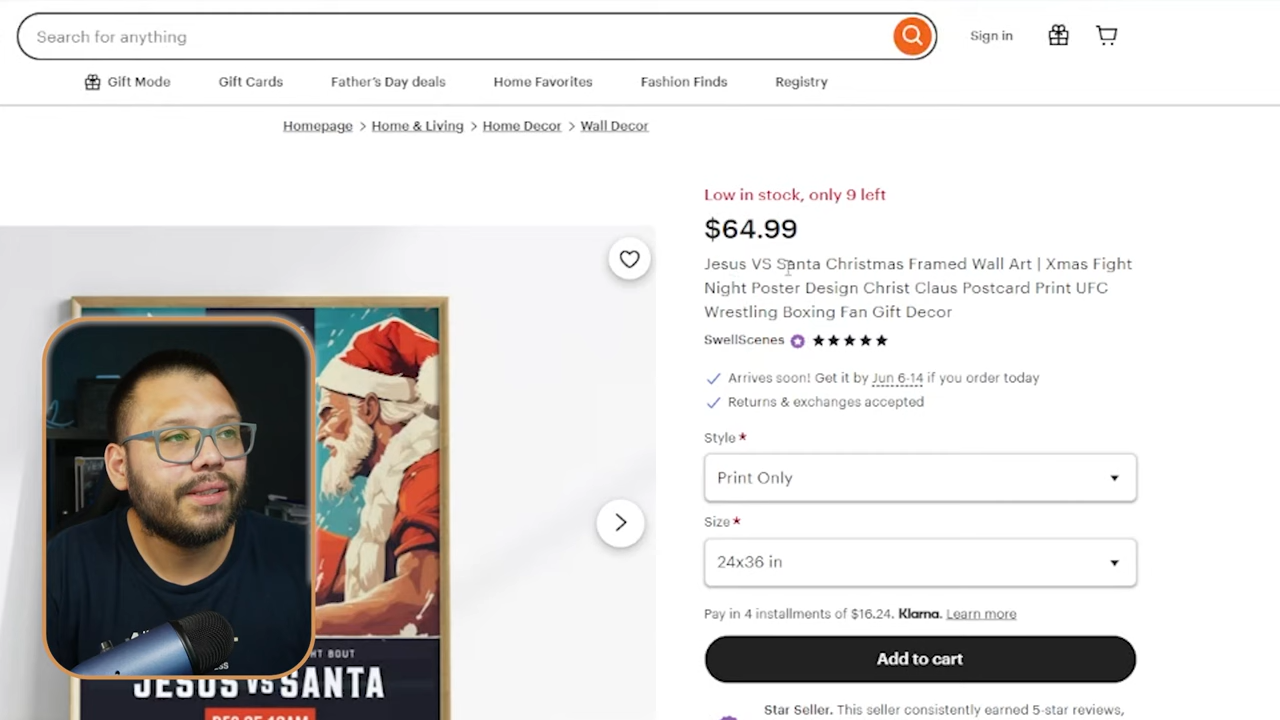 Search for anything
Sign in
Gift Mode
Gift Cards
Father's Day deals
Home Favorites
Fashion Finds
Registry
Homepage > Home & Living > Home Decor > Wall Decor
Low in stock, only 9 left
$64.99
Jesus VS Santa Christmas Framed Wall Art | Xmas Fight
Night Poster Design Christ Claus Postcard Print UFC
Wrestling Boxing Fan Gift Decor
SwellScenes
Arrives soon! Get it by Jun 6-14 if you order today
Returns & exchanges accepted
Style*
Print Only
Size*
24x36 in
Pay in 4 installments of $16.24. Klarna. Learn more
Add to cart
Star Seller. This seller consistently earned 5-star reviews,
BOUT
JESUS VS SANTA